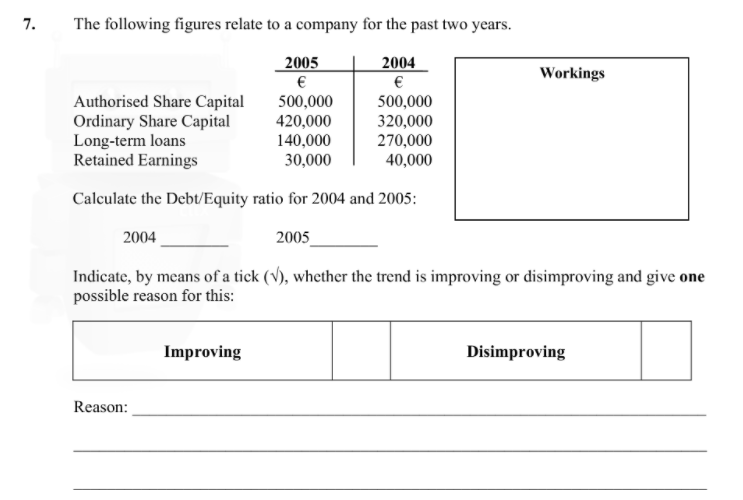 7. The following figures relate to a company for the past two years.
2005 2004
€ €
Authorised Share Capital 500,000 500,000
Ordinary Share Capital 420,000 320,000
Long-term loans 140,000 270,000
Retained Earnings 30,000 40,000
Workings
Calculate the Debt/Equity ratio for 2004 and 2005:
2004 ________ 2005________
Indicate, by means of a tick (√), whether the trend is improving or disimproving and give one
possible reason for this:
Improving Disimproving
Reason: